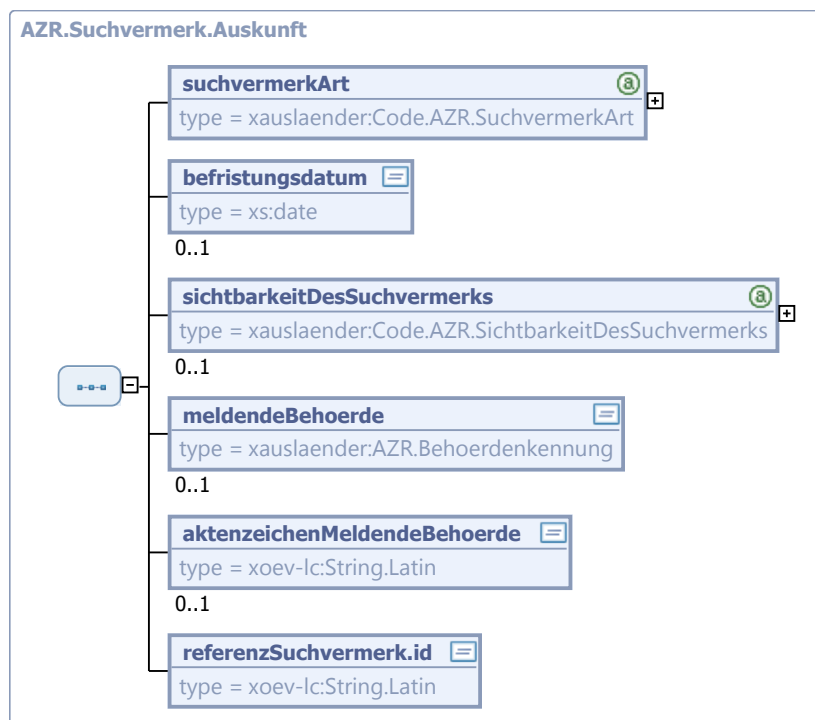 AZR.Suchvermerk.Auskunft
suchvermerkArt
type = xauslaender:Code.AZR.SuchvermerkArt
befristungsdatum
type = xs:date
0..1
sichtbarkeitDesSuchvermerks
type = xauslaender:Code.AZR.SichtbarkeitDesSuchvermerks
0..1
meldendeBehoerde
type = xauslaender:AZR.Behoerdenkennung
0..1
aktenzeichenMeldendeBehoerde
type = xoev-lc:String.Latin
0..1
referenzSuchvermerk.id
type = xoev-lc:String.Latin